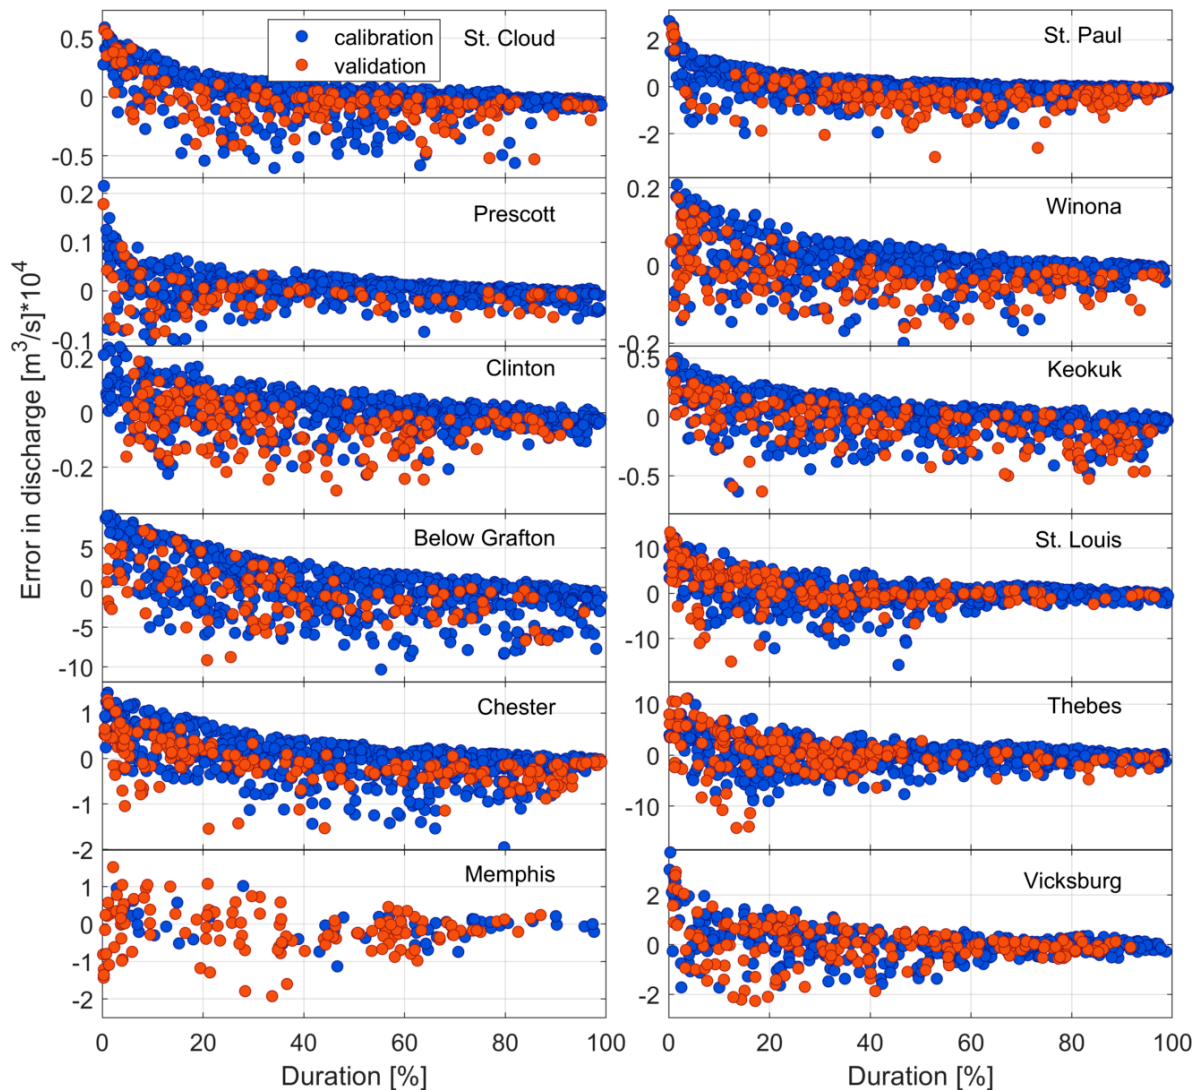 0.5
0
-0.5
calibration
validation
St. Cloud
2
0
-2
St. Paul
0.2
0.1
0
-0.1
Prescott
0.2
0
-0.2
Winona
0.2
0
-0.2
Clinton
0.5
0
-0.5
Keokuk
5
0
-5
-10
Below Grafton
10
0
-10
St. Louis
1
0
-1
-2
Chester
10
0
-10
Thebes
1
0
-1
-2
Memphis
2
0
-2
Vicksburg
0 20 40 60 80 100
0 20 40 60 80 100
Duration [%]
Duration [%]
Error in discharge [m^3/s]*10^4